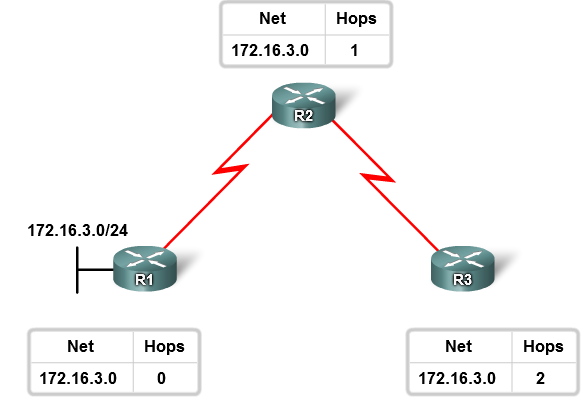 Net Hops
172.16.3.0 1
R2
172.16.3.0/24
R1
R3
Net Hops
172.16.3.0 0
Net Hops
172.16.3.0 2